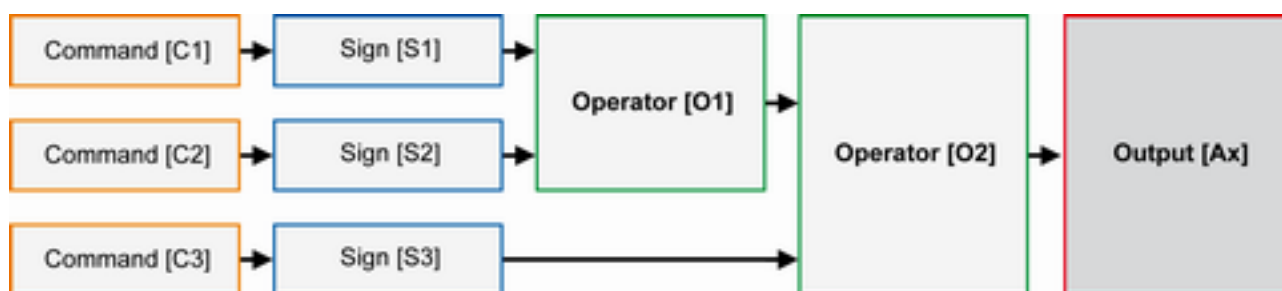 Command [C1]
Sign [S1]
Operator [O1]
Operator [O2]
Output [Ax]
Command [C2]
Sign [S2]
Command [C3]
Sign [S3]